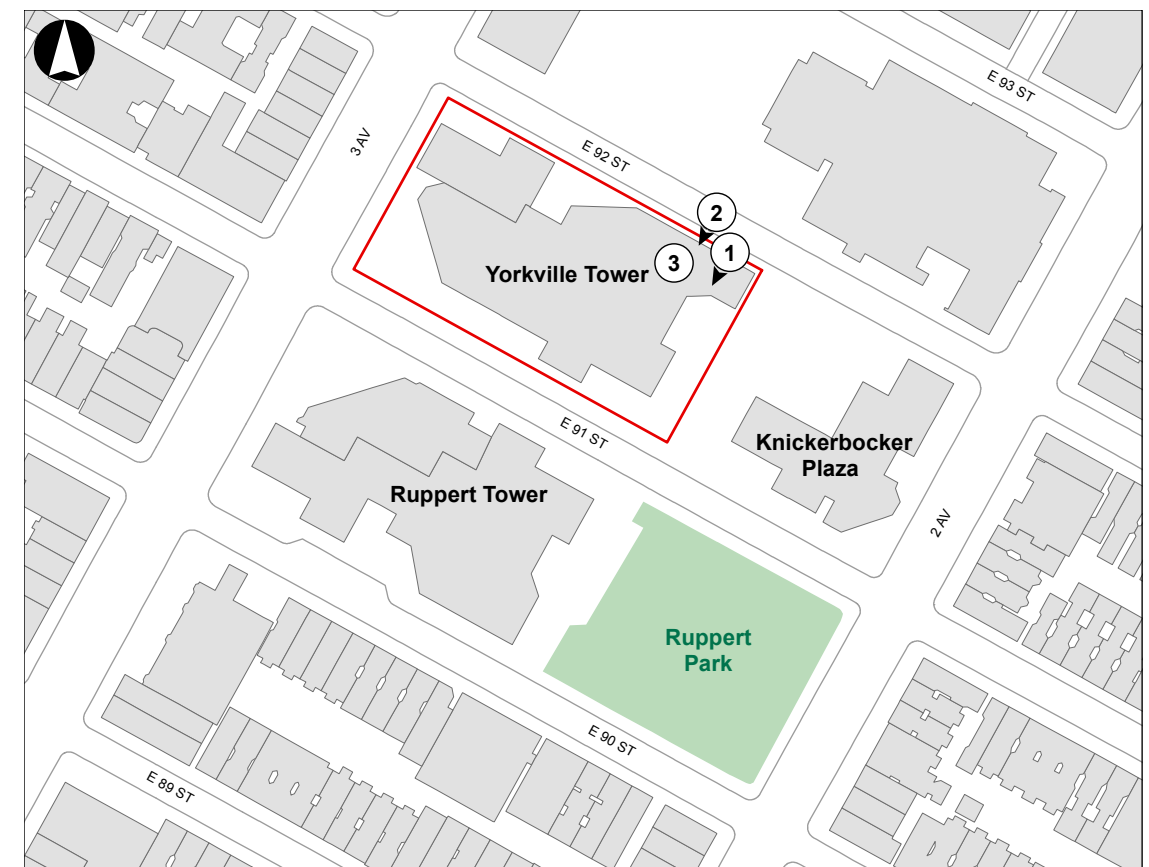 E 93 ST
3 AV
E 92 ST
2
1
3
Yorkville Tower
E 91 ST
Knickerbocker
Plaza
Ruppert Tower
2 AV
Ruppert
Park
E 90 ST
E 89 ST